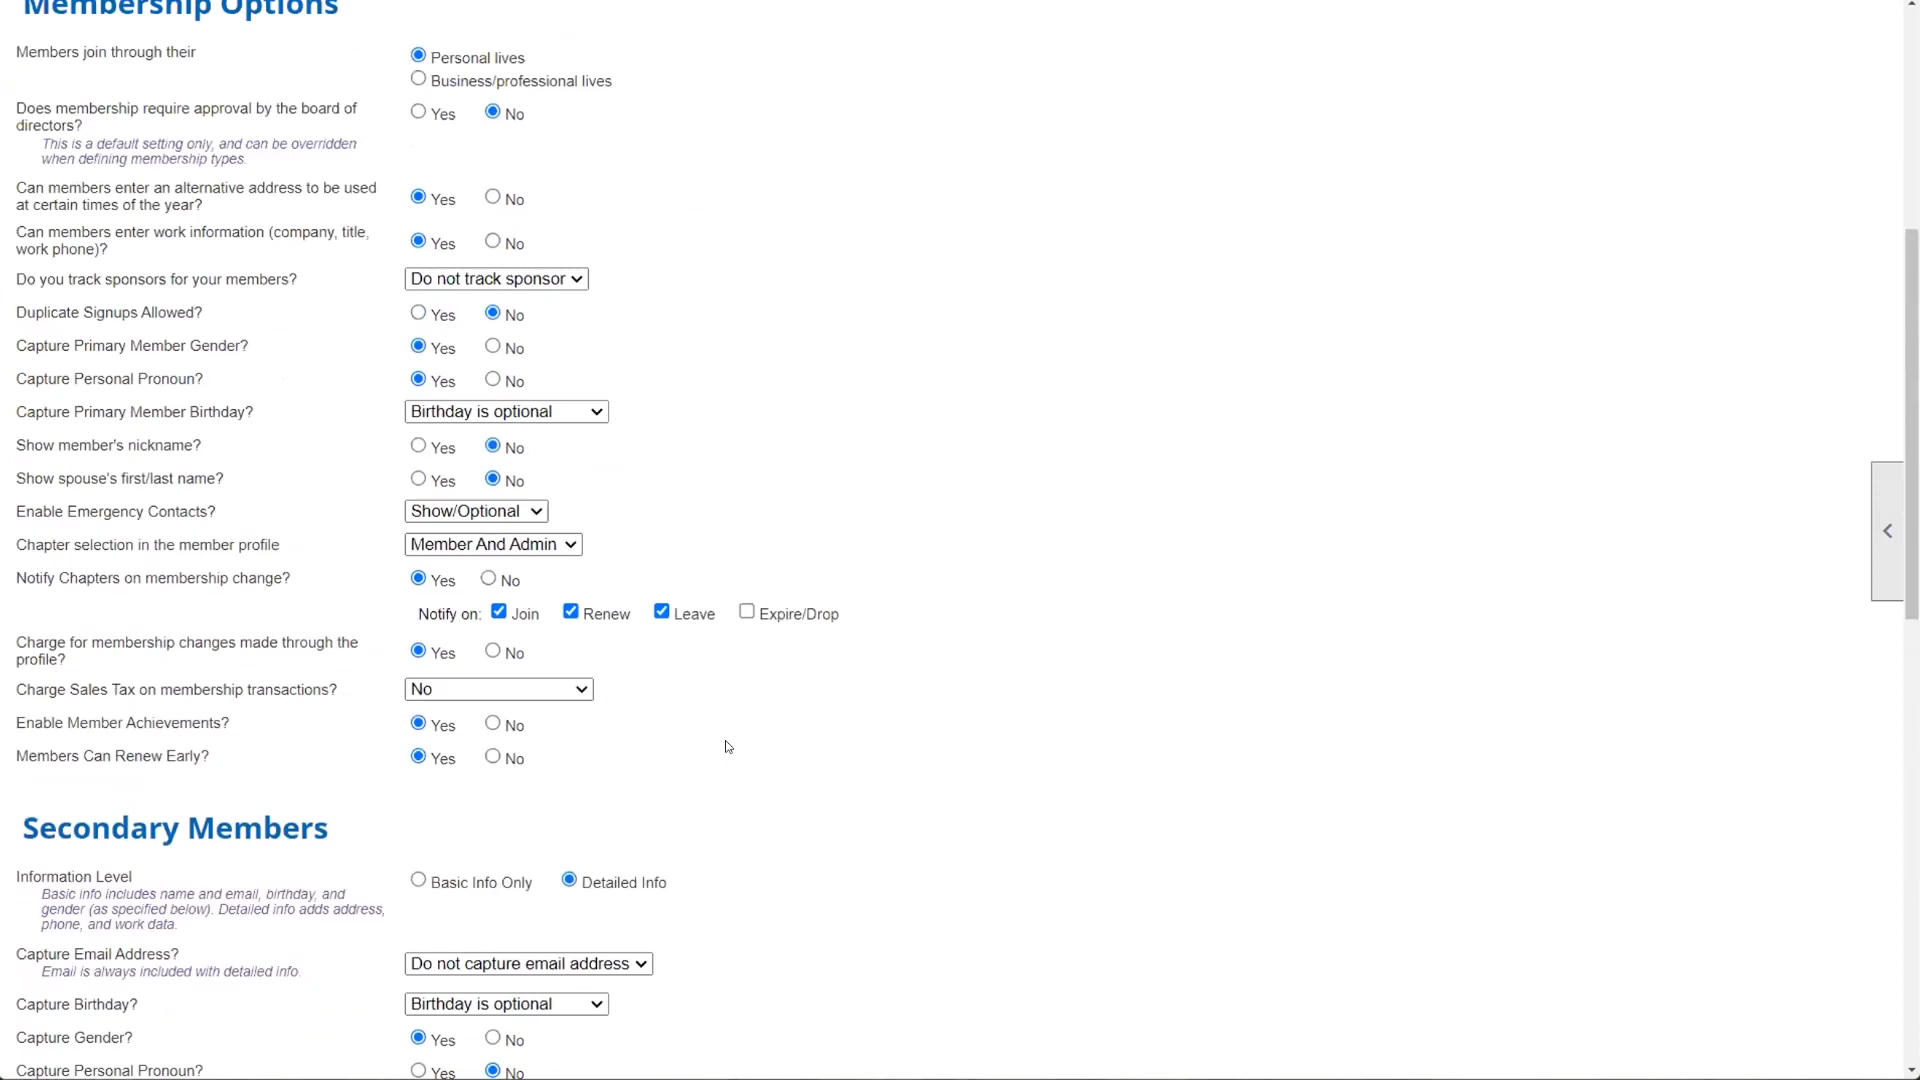 Membership Options
Members join through their
Personal lives
Business/professional lives
Does membership require approval by the board of
directors?
Yes No
This is a default setting only, and can be overridden
when defining membership types.
Can members enter an alternative address to be used
at certain times of the year?
Yes No
Can members enter work information (company, title,
work phone)?
Yes No
Do you track sponsors for your members? Do not track sponsor
Duplicate Signups Allowed? Yes No
Capture Primary Member Gender? Yes No
Capture Personal Pronoun? Yes No
Capture Primary Member Birthday? Birthday is optional
Show member's nickname? Yes No
Show spouse's first/last name? Yes No
Enable Emergency Contacts? Show/Optional
Chapter selection in the member profile Member And Admin
Notify Chapters on membership change? Yes No
Notify on: Join Renew Leave Expire/Drop
Charge for membership changes made through the
profile?
Yes No
Charge Sales Tax on membership transactions? No
Enable Member Achievements? Yes No
Members Can Renew Early? Yes No
Secondary Members
Information Level Basic Info Only Detailed Info
Basic info includes name and email, birthday, and
gender (as specified below). Detailed info adds address,
phone, and work data.
Capture Email Address? Do not capture email address
Email is always included with detailed info.
Capture Birthday? Birthday is optional
Capture Gender? Yes No
Capture Personal Pronoun? Yes No